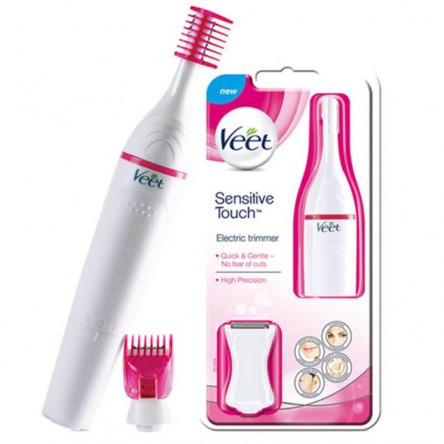 new
Veet
Sensitive
Touch™
Electric trimmer
• Quick & Gentle –
No fear of cuts
• High Precision
Veet
Veet